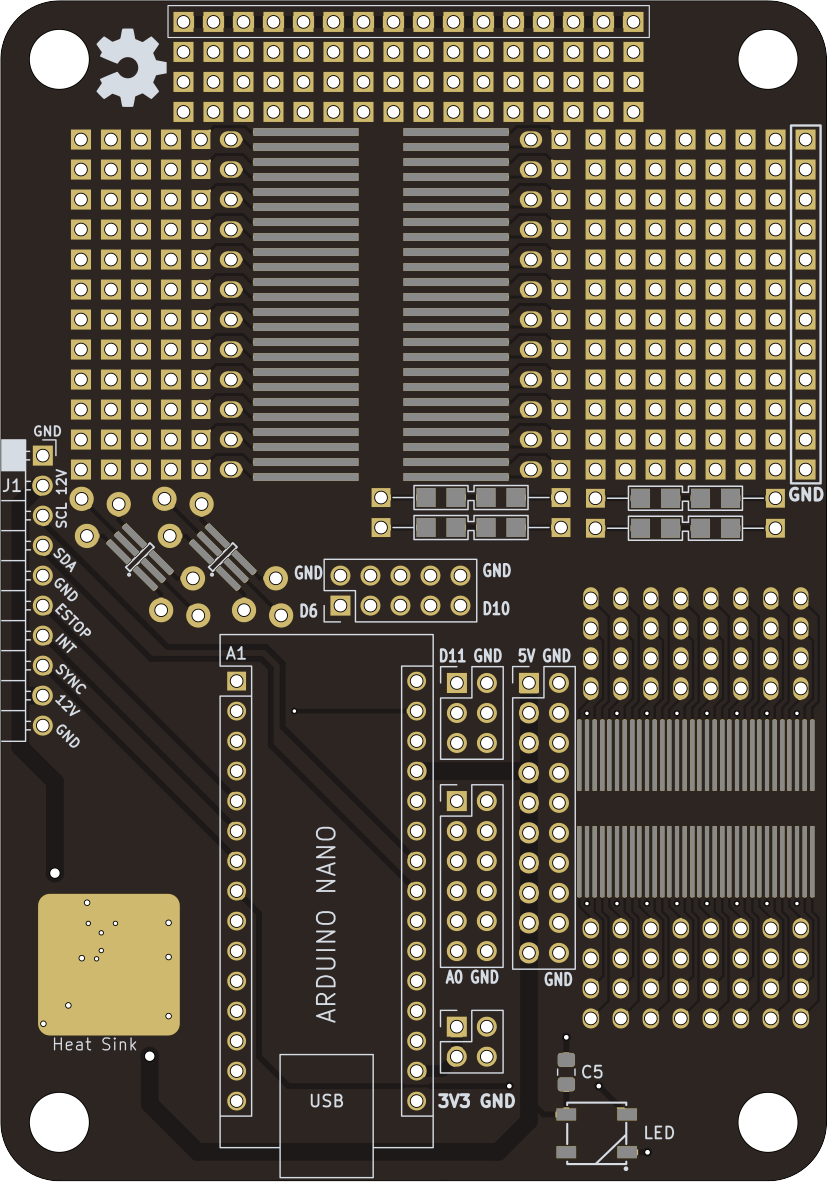 GND
J1
SCL 12V
GND
SDA
GND
ESTOP
INT
SYNC
12V
GND
GND
GND
D6
D10
A1
D11 GND
5V GND
ARDUINO NANO
A0 GND
GND
Heat Sink
C5
USB
3V3 GND
LED